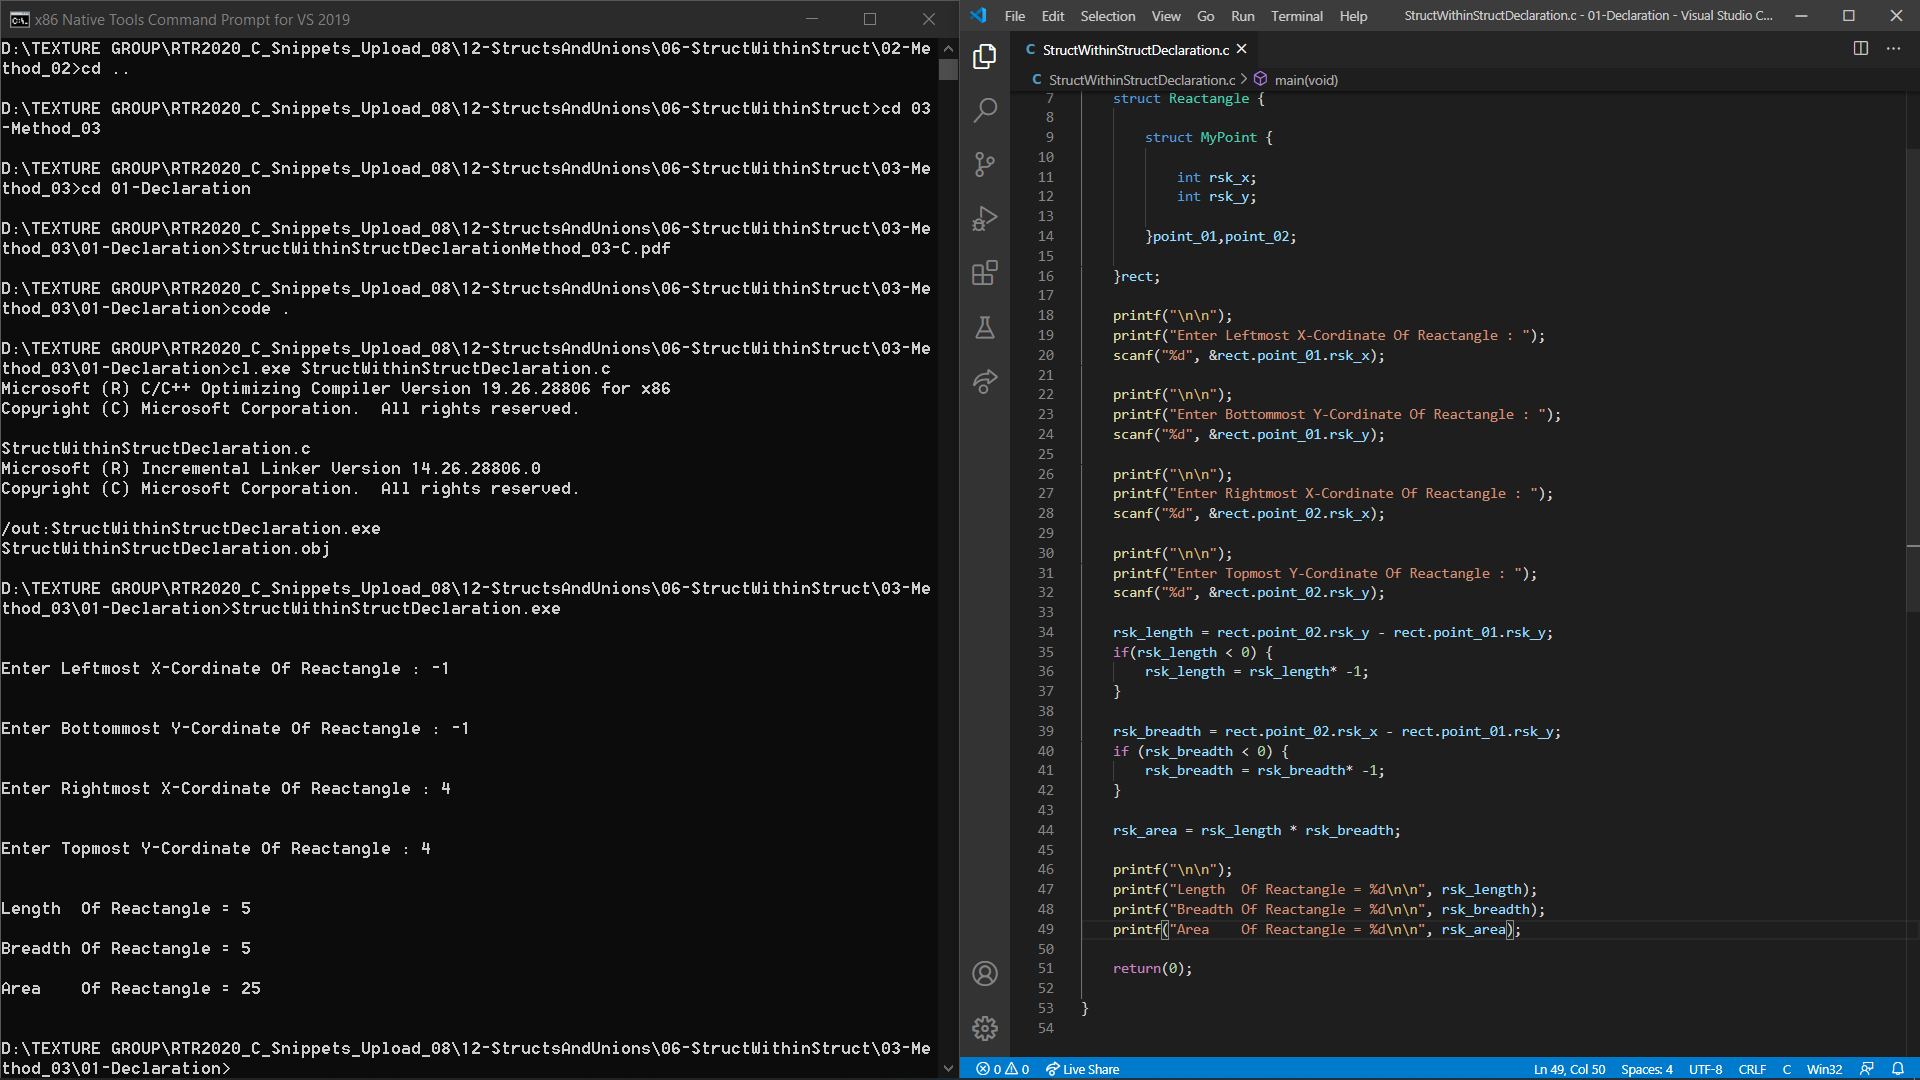 x86 Native Tools Command Prompt for VS 2019
D:\TEXTURE GROUP\RTR2020_C_Snippets_Upload_08\12-StructsAndUnions\06-StructWithinStruct\02-Me
thod_02>cd ..
D:\TEXTURE GROUP\RTR2020_C_Snippets_Upload_08\12-StructsAndUnions\06-StructWithinStruct>cd 03
-Method_03
D:\TEXTURE GROUP\RTR2020_C_Snippets_Upload_08\12-StructsAndUnions\06-StructWithinStruct\03-Me
thod_03>cd 01-Declaration
D:\TEXTURE GROUP\RTR2020_C_Snippets_Upload_08\12-StructsAndUnions\06-StructWithinStruct\03-Me
thod_03\01-Declaration>StructWithinStructDeclarationMethod_03-C.pdf
D:\TEXTURE GROUP\RTR2020_C_Snippets_Upload_08\12-StructsAndUnions\06-StructWithinStruct\03-Me
thod_03\01-Declaration>code .
D:\TEXTURE GROUP\RTR2020_C_Snippets_Upload_08\12-StructsAndUnions\06-StructWithinStruct\03-Me
thod_03\01-Declaration>cl.exe StructWithinStructDeclaration.c
Microsoft (R) C/C++ Optimizing Compiler Version 19.26.28806 for x86
Copyright (C) Microsoft Corporation.  All rights reserved.
StructWithinStructDeclaration.c
Microsoft (R) Incremental Linker Version 14.26.28806.0
Copyright (C) Microsoft Corporation.  All rights reserved.
/out:StructWithinStructDeclaration.exe
StructWithinStructDeclaration.obj
D:\TEXTURE GROUP\RTR2020_C_Snippets_Upload_08\12-StructsAndUnions\06-StructWithinStruct\03-Me
thod_03\01-Declaration>StructWithinStructDeclaration.exe
Enter Leftmost X-Cordinate Of Reactangle : -1
Enter Bottommost Y-Cordinate Of Reactangle : -1
Enter Rightmost X-Cordinate Of Reactangle : 4
Enter Topmost Y-Cordinate Of Reactangle : 4
Length  Of Reactangle = 5
Breadth Of Reactangle = 5
Area    Of Reactangle = 25
D:\TEXTURE GROUP\RTR2020_C_Snippets_Upload_08\12-StructsAndUnions\06-StructWithinStruct\03-Me
thod_03\01-Declaration>
File Edit Selection View Go Run Terminal Help StructWithinStructDeclaration.c - 01-Declaration - Visual Studio C...
C StructWithinStructDeclaration.c
C StructWithinStructDeclaration.c > main(void)
7 struct Reactangle {
8
9 struct MyPoint {
10
11 int rsk_x;
12 int rsk_y;
13
14 }point_01,point_02;
15
16 }rect;
17
18 printf("\n\n");
19 printf("Enter Leftmost X-Cordinate Of Reactangle : ");
20 scanf("%d", &rect.point_01.rsk_x);
21
22 printf("\n\n");
23 printf("Enter Bottommost Y-Cordinate Of Reactangle : ");
24 scanf("%d", &rect.point_01.rsk_y);
25
26 printf("\n\n");
27 printf("Enter Rightmost X-Cordinate Of Reactangle : ");
28 scanf("%d", &rect.point_02.rsk_x);
29
30 printf("\n\n");
31 printf("Enter Topmost Y-Cordinate Of Reactangle : ");
32 scanf("%d", &rect.point_02.rsk_y);
33
34 rsk_length = rect.point_02.rsk_y - rect.point_01.rsk_y;
35 if(rsk_length < 0) {
36 rsk_length = rsk_length* -1;
37 }
38
39 rsk_breadth = rect.point_02.rsk_x - rect.point_01.rsk_y;
40 if (rsk_breadth < 0) {
41 rsk_breadth = rsk_breadth* -1;
42 }
43
44 rsk_area = rsk_length * rsk_breadth;
45
46 printf("\n\n");
47 printf("Length  Of Reactangle = %d\n\n", rsk_length);
48 printf("Breadth Of Reactangle = %d\n\n", rsk_breadth);
49 printf("Area    Of Reactangle = %d\n\n", rsk_area);
50
51 return(0);
52
53 }
54
0 0 Live Share Ln 49, Col 50 Spaces: 4 UTF-8 CRLF C Win32